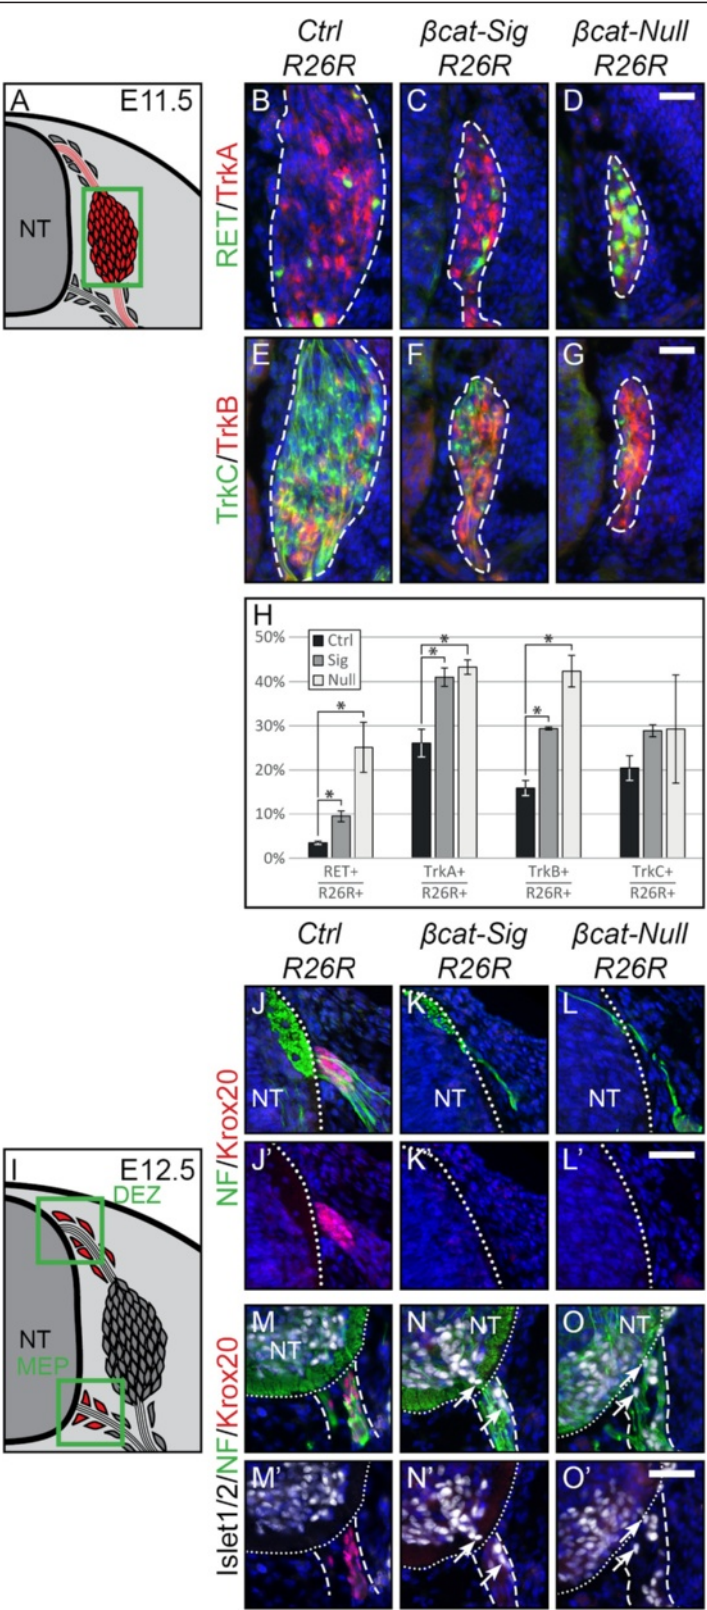 Ctrl
R26R
βcat-Sig
R26R
βcat-Null
R26R
A
E11.5
NT
RET/TrkA
B
C
D
TrkC/TrkB
E
F
G
H
50%
40%
30%
20%
10%
0%
Ctrl
Sig
Null
*
*
*
*
*
*
RET+
R26R+
TrkA+
R26R+
TrkB+
R26R+
TrkC+
R26R+
Ctrl
R26R
βcat-Sig
R26R
βcat-Null
R26R
NF/Krox20
J
NT
K
NT
L
NT
J'
K'
L'
I
E12.5
DEZ
NT
MEP
Islet1/2/NF/Krox20
M
NT
N
NT
O
NT
M'
N'
O'